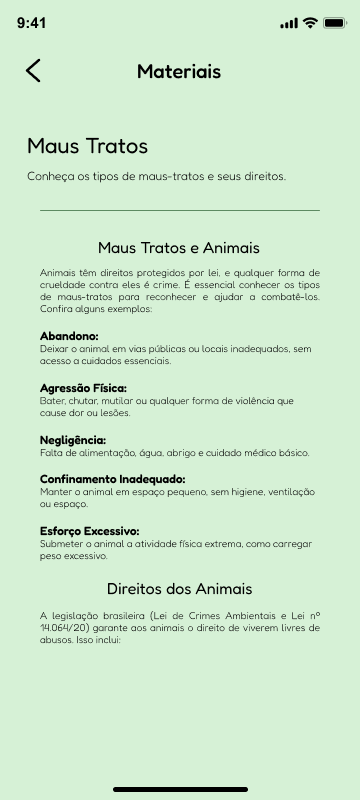 9:41
Materiais
Maus Tratos
Conheça os tipos de maus-tratos e seus direitos.
Maus Tratos e Animais
Animais têm direitos protegidos por lei, e qualquer forma de
crueldade contra eles é crime. É essencial conhecer os tipos
de maus-tratos para reconhecer e ajudar a combatê-los.
Confira alguns exemplos:
Abandono:
Deixar o animal em vias públicas ou locais inadequados, sem
acesso a cuidados essenciais.
Agressão Física:
Bater, chutar, mutilar ou qualquer forma de violência que
cause dor ou lesões.
Negligência:
Falta de alimentação, água, abrigo e cuidado médico básico.
Confinamento Inadequado:
Manter o animal em espaço pequeno, sem higiene, ventilação
ou espaço.
Esforço Excessivo:
Submeter o animal a atividade física extrema, como carregar
peso excessivo.
Direitos dos Animais
A legislação brasileira (Lei de Crimes Ambientais e Lei nº
14.064/20) garante aos animais o direito de viverem livres de
abusos. Isso inclui: